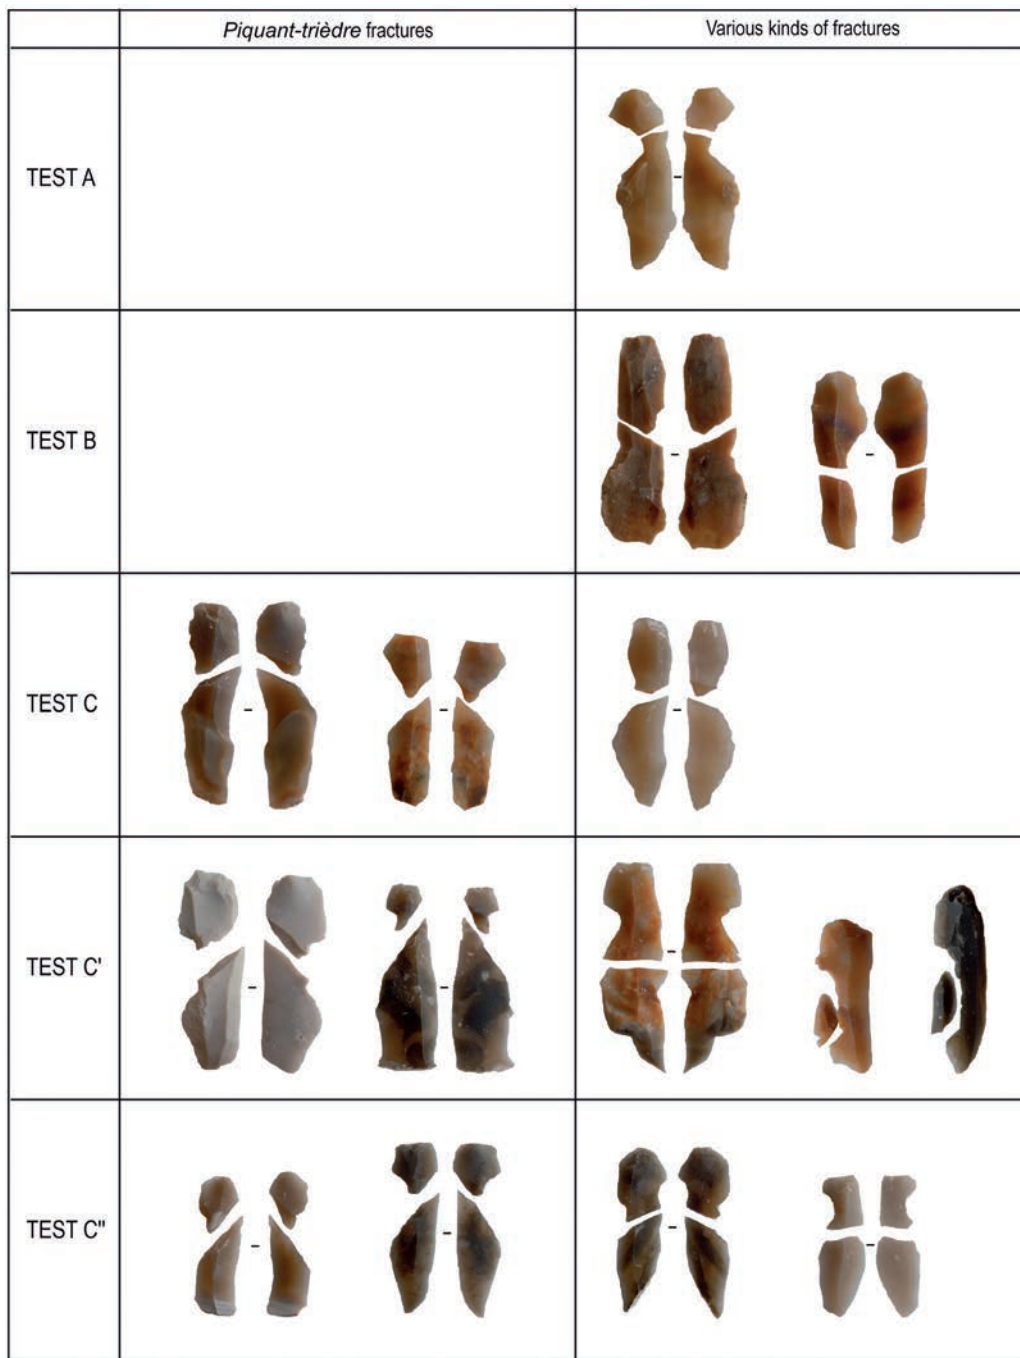 Piquant-trièdre fractures
Various kinds of fractures
TEST A
TEST B
TEST C
TEST C'
TEST C"